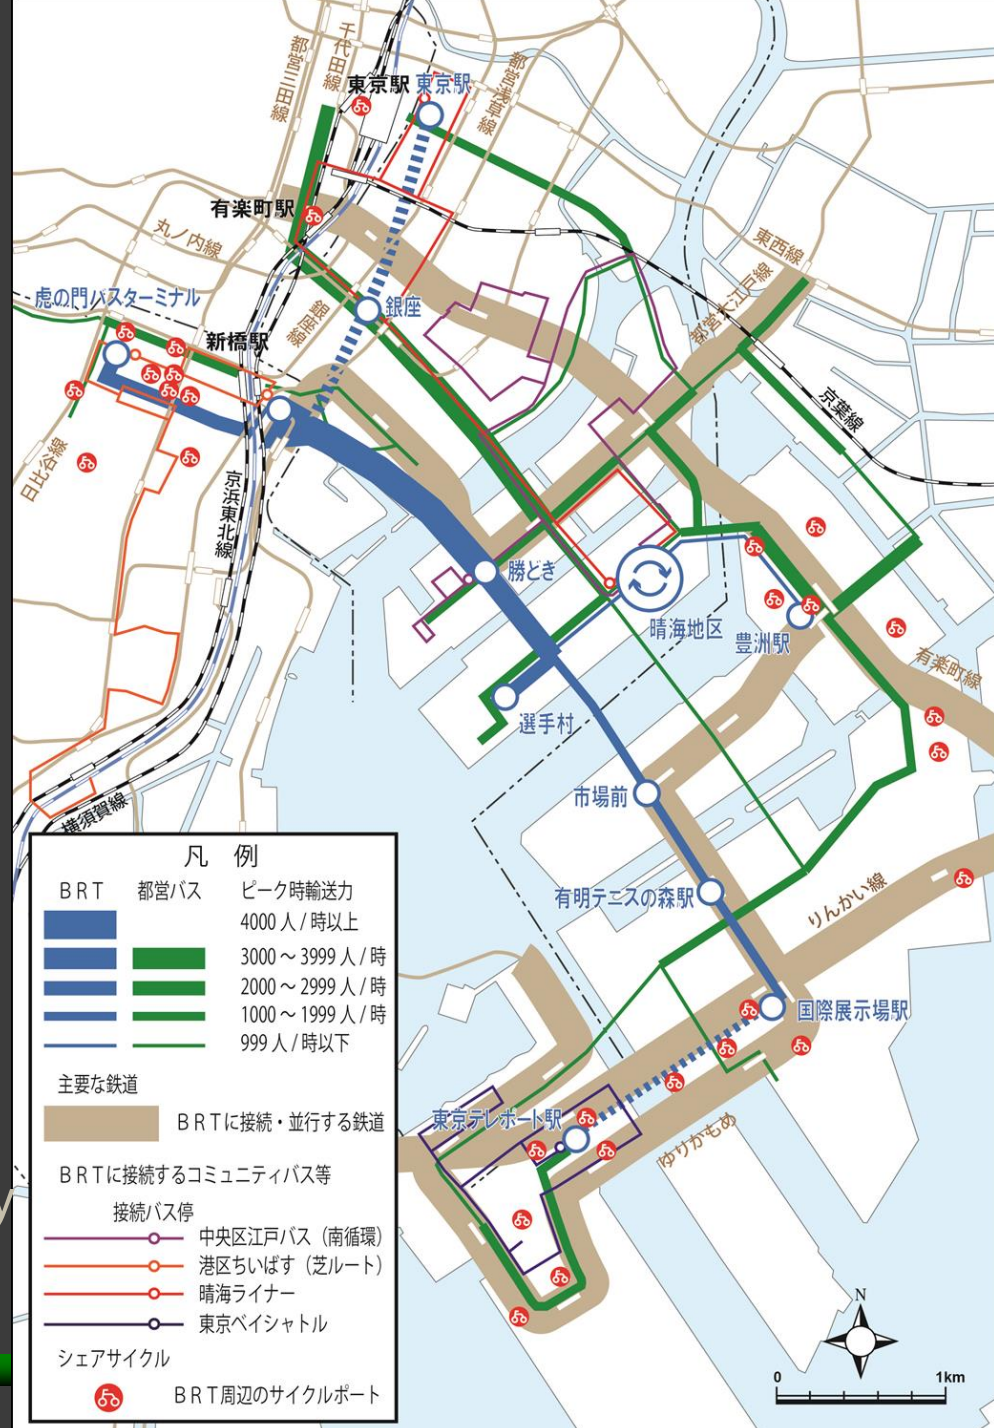 都営三田線
千代田線
都営浅草線
東京駅 東京駅
有楽町駅
丸ノ内線
東西線
虎の門バスターミナル
銀座
銀座線
都営大江戸線
新橋駅
京葉線
日比谷線
京浜東北線
勝どき
晴海地区
豊洲駅
有楽町線
選手村
市場前
横須賀線
有明テニスの森駅
りんかい線
国際展示場駅
東京テレポート駅
ゆりかもめ
凡 例
BRT 都営バス ピーク時輸送力
4000人/時以上
3000~3999人/時
2000~2999人/時
1000~1999人/時
999人/時以下
主要な鉄道
BRTに接続・並行する鉄道
BRTに接続するコミュニティバス等
接続バス停
中央区江戸バス(南循環)
港区ちいばす(芝ルート)
晴海ライナー
東京ベイシャトル
シェアサイクル
BRT周辺のサイクルポート
N
0 1km